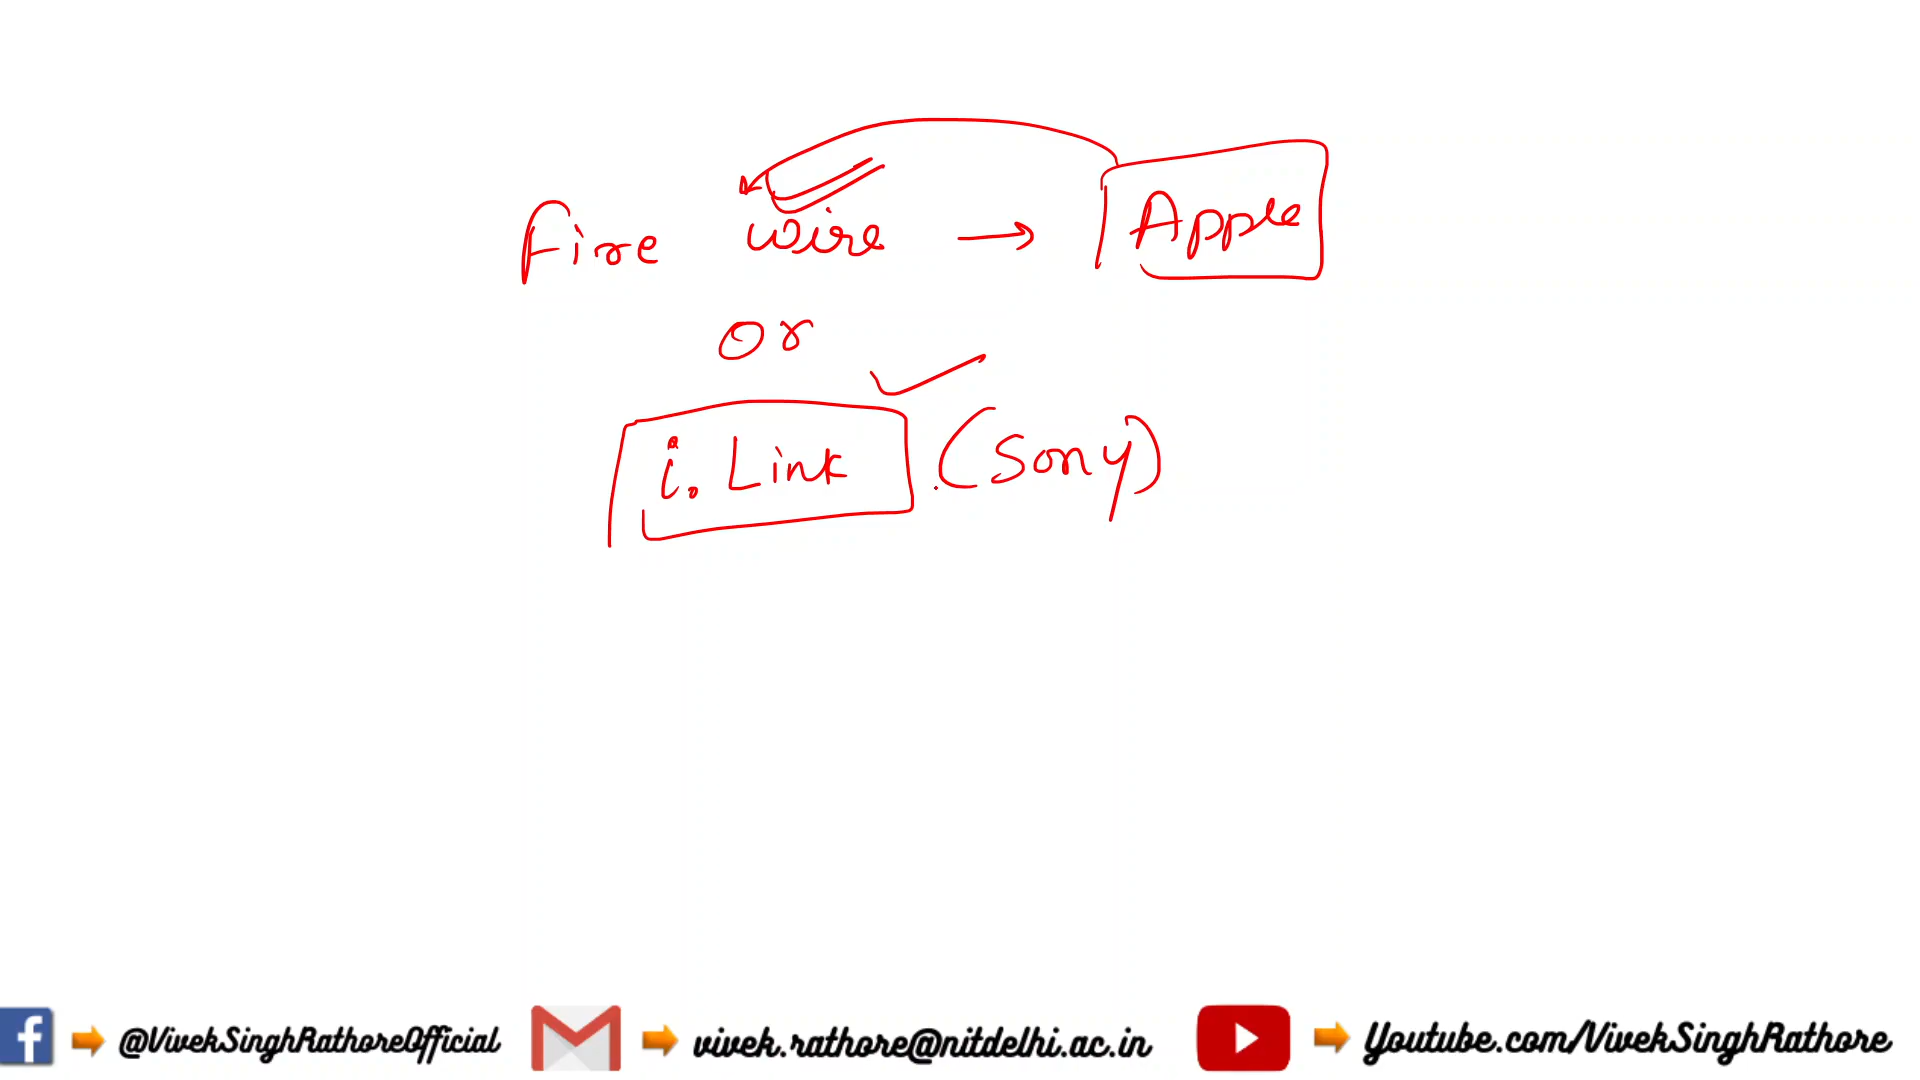 Fire wire → Apple
or
i. Link (Sony)
@VivekSinghRathoreOfficial vivek.rathore@nitdelhi.ac.in Youtube.com/VivekSinghRathore